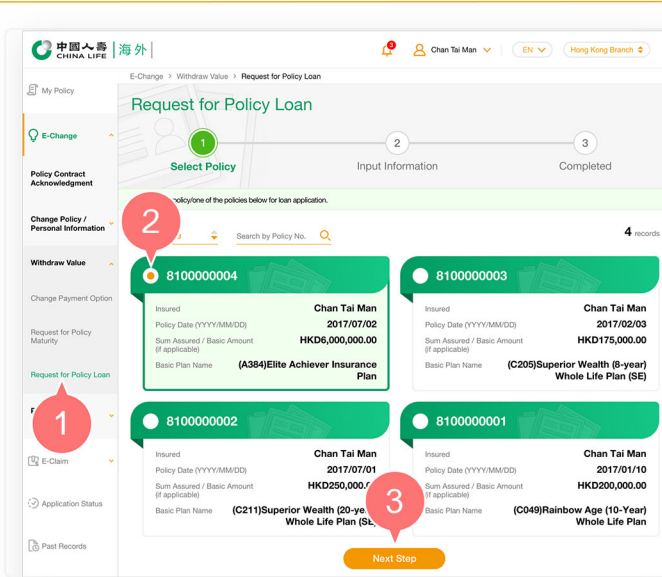 中國人壽 海外
CHINA LIFE
3
Chan Tai Man
EN
Hong Kong Branch
My Policy
E-Change
Policy Contract
Acknowledgment
Change Policy /
Personal Information
Withdraw Value
Change Payment Option
Request for Policy
Maturity
Request for Policy Loan
1
E-Claim
Application Status
Past Records
E-Change > Withdraw Value > Request for Policy Loan
Request for Policy Loan
1
2
3
Select Policy
Input Information
Completed
policy/one of the policies below for loan application.
2
Search by Policy No.
4 records
8100000004
Insured Chan Tai Man
Policy Date (YYYY/MM/DD) 2017/07/02
Sum Assured / Basic Amount HKD6,000,000.00
(if applicable)
Basic Plan Name (A384)Elite Achiever Insurance
Plan
8100000003
Insured Chan Tai Man
Policy Date (YYYY/MM/DD) 2017/02/03
Sum Assured / Basic Amount HKD175,000.00
(if applicable)
Basic Plan Name (C205)Superior Wealth (8-year)
Whole Life Plan (SE)
8100000002
Insured Chan Tai Man
Policy Date (YYYY/MM/DD) 2017/07/01
Sum Assured / Basic Amount HKD250,000.
(if applicable)
Basic Plan Name (C211)Superior Wealth (20-ye
Whole Life Plan (SE
8100000001
Insured Chan Tai Man
Policy Date (YYYY/MM/DD) 2017/01/10
Sum Assured / Basic Amount HKD200,000.00
(if applicable)
Basic Plan Name (C049)Rainbow Age (10-Year)
Whole Life Plan
3
Next Step